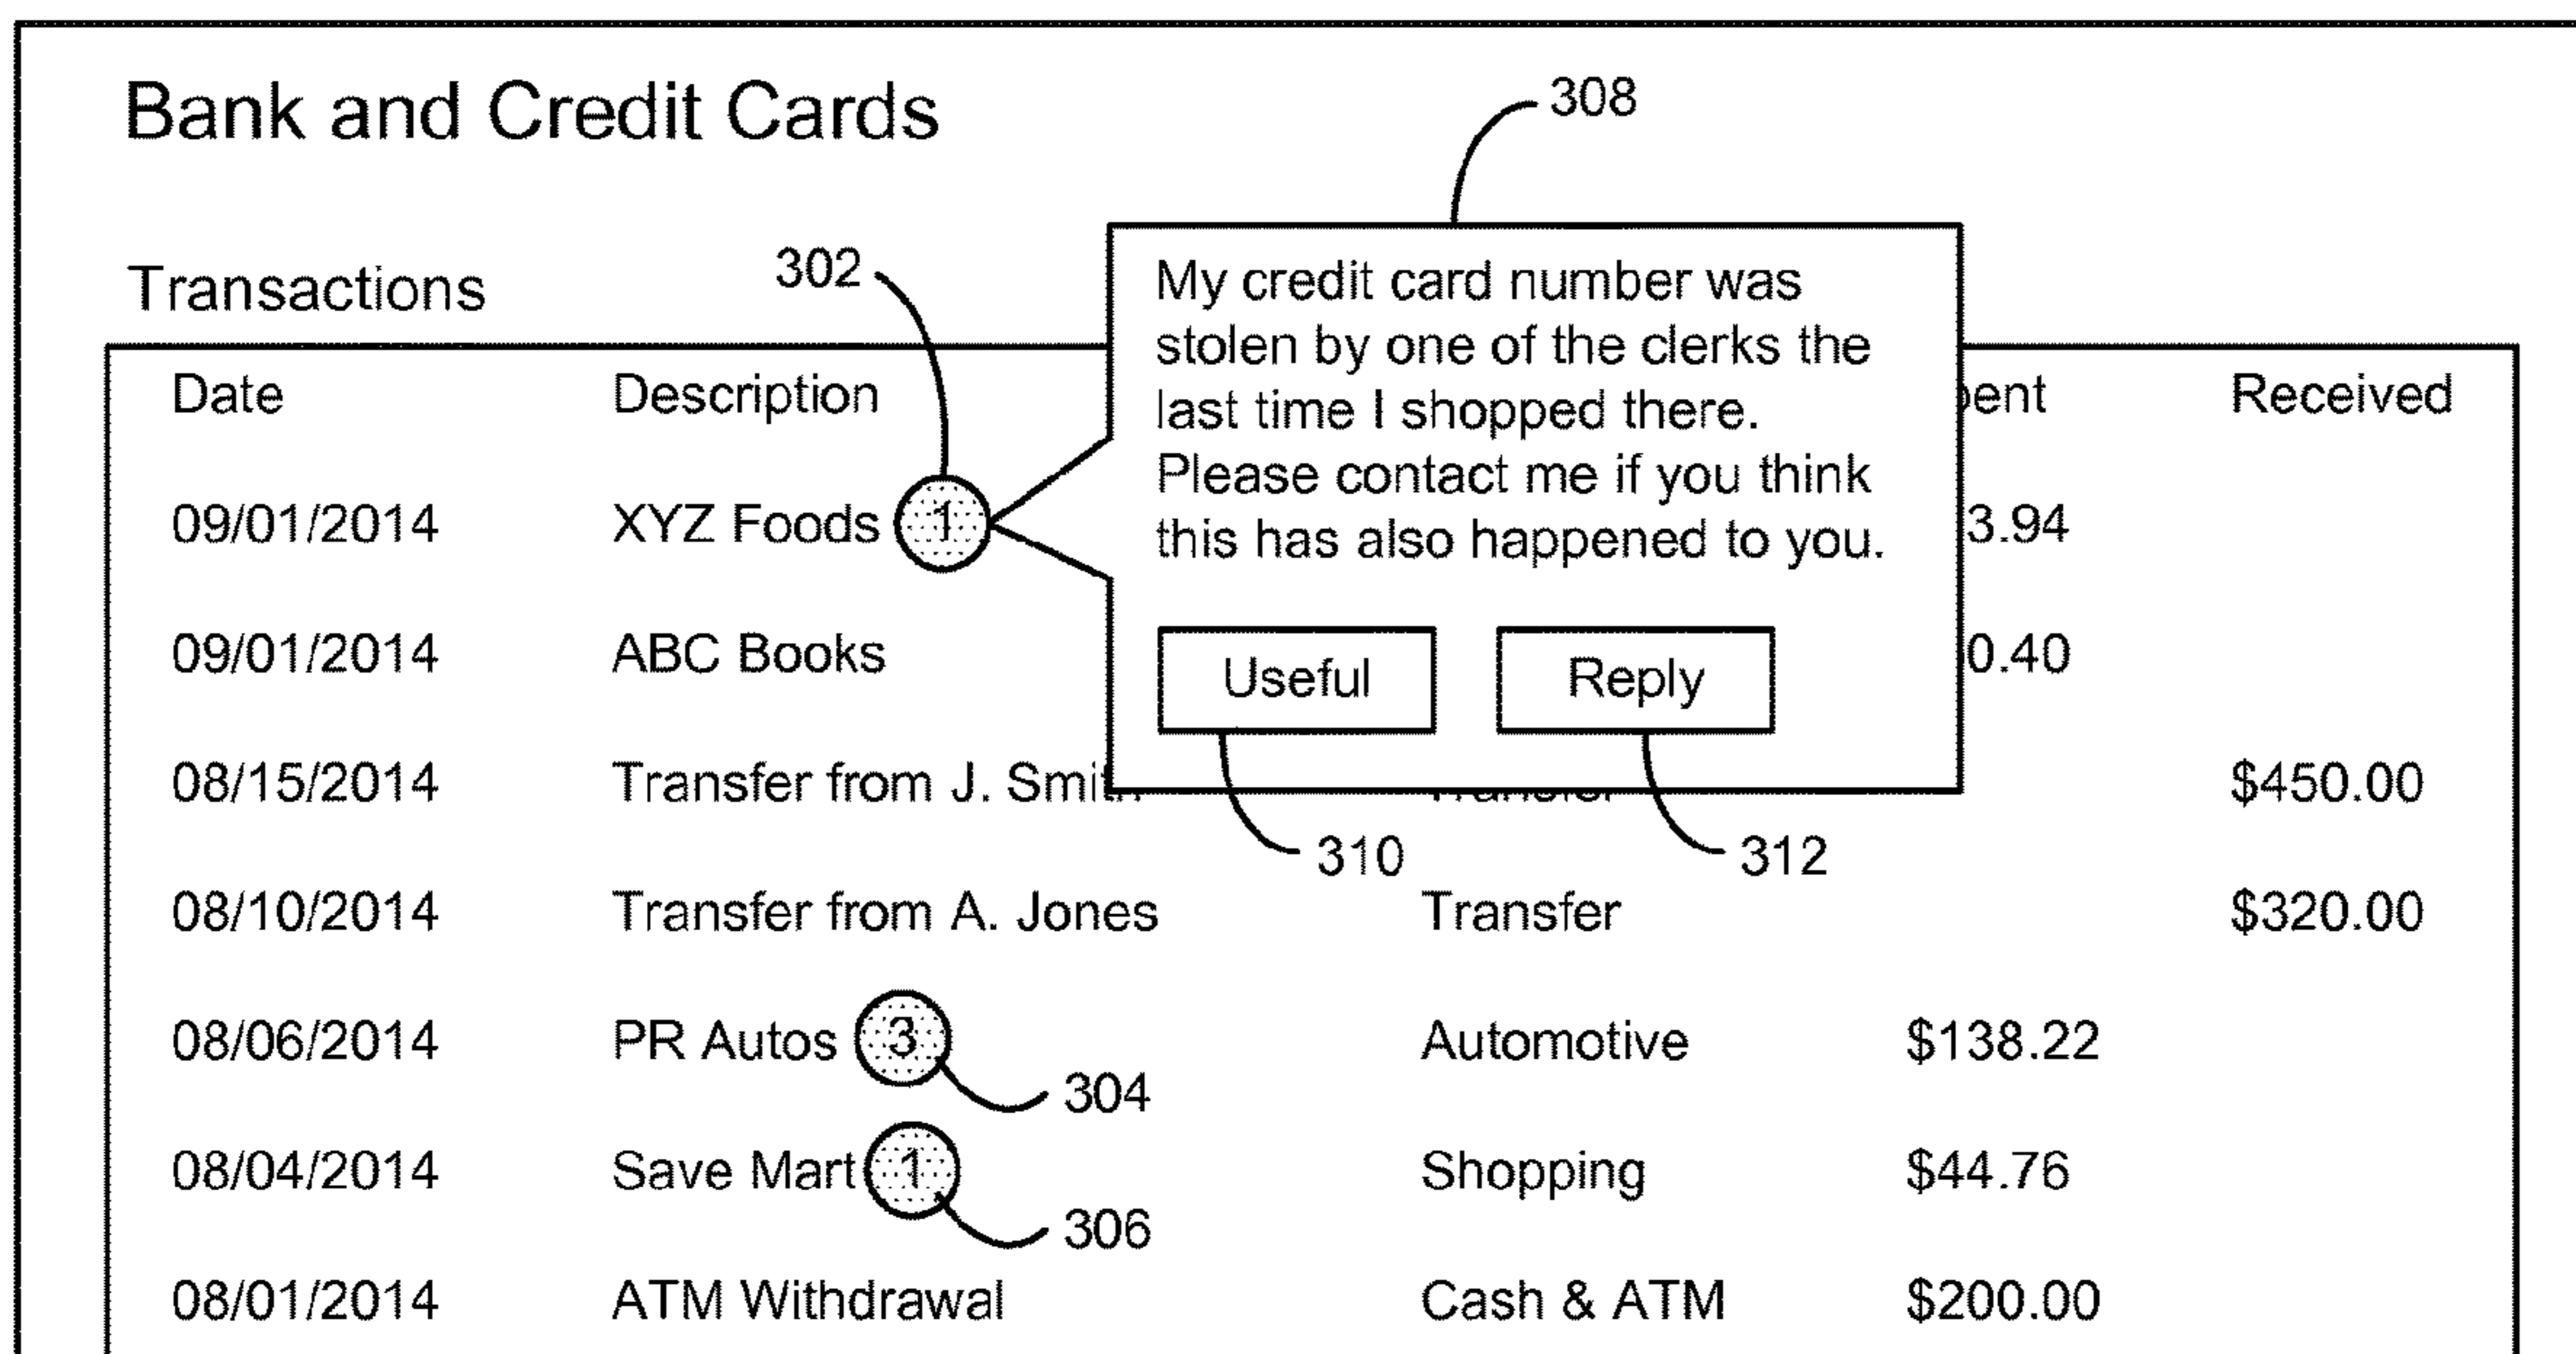 Bank and Credit Cards
308
Transactions
302
My credit card number was
stolen by one of the clerks the
last time I shopped there.
Please contact me if you think
this has also happened to you.
Useful
Reply
310
312
Date Description Received
09/01/2014 XYZ Foods 1 3.94
09/01/2014 ABC Books 0.40
08/15/2014 Transfer from J. Smith Transfer $450.00
08/10/2014 Transfer from A. Jones Transfer $320.00
08/06/2014 PR Autos 3 Automotive $138.22
304
08/04/2014 Save Mart 1 Shopping $44.76
306
08/01/2014 ATM Withdrawal Cash & ATM $200.00